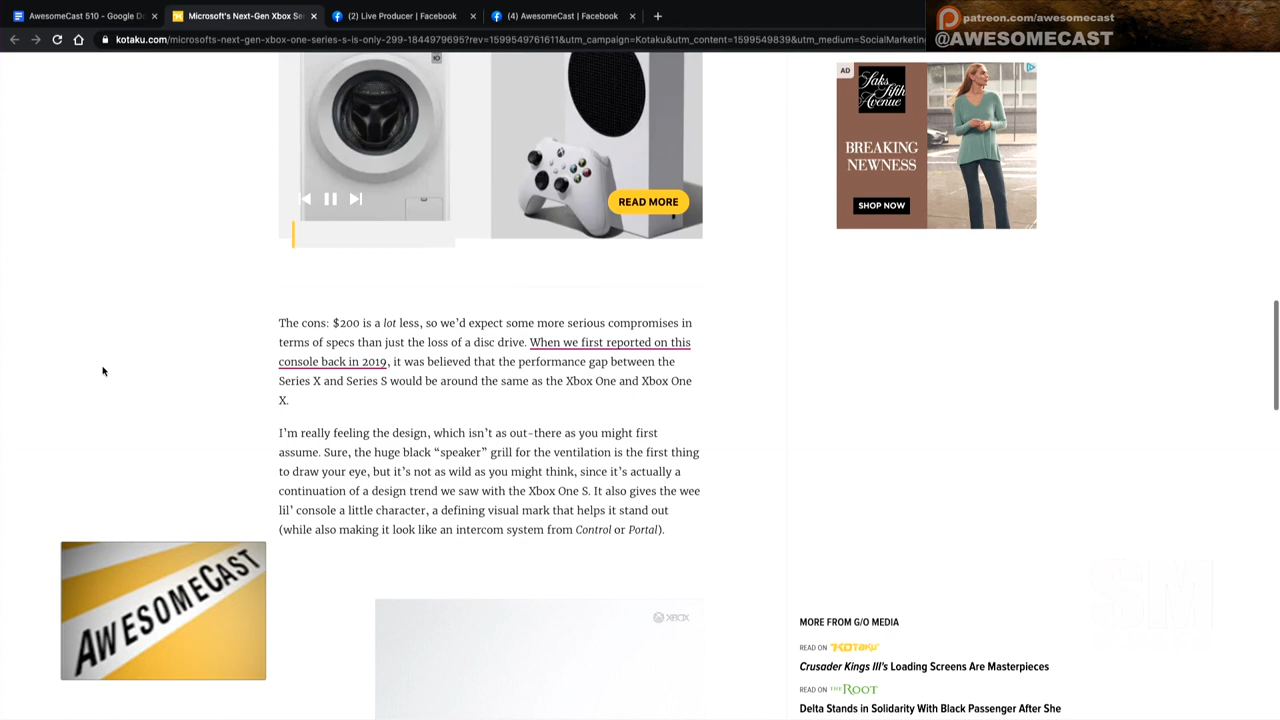 AwesomeCast 510 - Google Do
Microsoft's Next-Gen Xbox Se
(2) Live Producer | Facebook
(4) AwesomeCast | Facebook
patreon.com/awesomecast
@AWESOMECAST
kotaku.com/microsofts-next-gen-xbox-one-series-s-is-only-299-1844979695?rev=1599549761611&utm_campaign=Kotaku&utm_content=1599549839&utm_medium=SocialMarketin
READ MORE
AD
Saks Fifth Avenue
BREAKING
NEWNESS
SHOP NOW
The cons: $200 is a lot less, so we'd expect some more serious compromises in
terms of specs than just the loss of a disc drive. When we first reported on this
console back in 2019, it was believed that the performance gap between the
Series X and Series S would be around the same as the Xbox One and Xbox One
X.
I'm really feeling the design, which isn't as out-there as you might first
assume. Sure, the huge black “speaker” grill for the ventilation is the first thing
to draw your eye, but it's not as wild as you might think, since it's actually a
continuation of a design trend we saw with the Xbox One S. It also gives the wee
lil' console a little character, a defining visual mark that helps it stand out
(while also making it look like an intercom system from Control or Portal).
AWESOMECAST
XBOX
MORE FROM G/O MEDIA
READ ON KOTAKU
Crusader Kings III's Loading Screens Are Masterpieces
READ ON THE ROOT
Delta Stands in Solidarity With Black Passenger After She